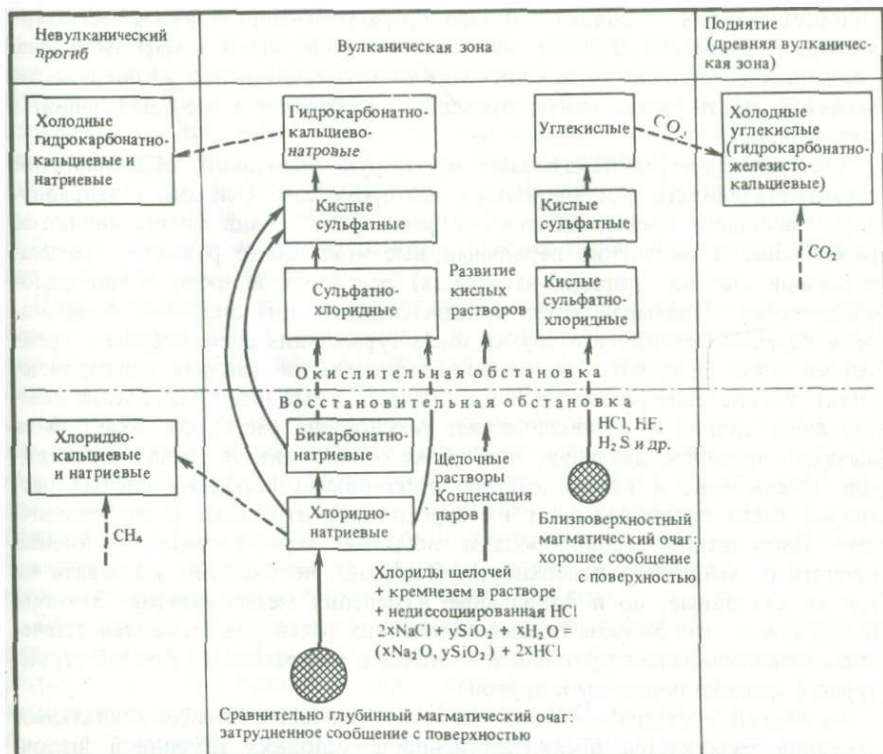 Невулканический
прогиб
Вулканическая зона
Поднятие
(древняя вулканичес-
кая зона)
Холодные
гидрокарбонатно-
кальциевые и
натриевые
Гидрокарбонатно-
кальциево-
натровые
Углекислые
CO₂
Холодные
углекислые
(гидрокарбонатно-
железисто-
кальциевые)
Кислые
сульфатные
Кислые
сульфатные
CO₂
Сульфатно-
хлоридные
Развитие
растворов
Кислые
сульфатно-
хлоридные
Окислительная обстановка
Восстановительная обстановка
Хлоридно-
кальциевые
и натриевые
CH₄
Бикарбонатно-
натриевые
Хлоридно-
натриевые
Щелочные
растворы
Конденсация
паров
HCl, HF,
H₂S и др.
Близповерхностный
магматический очаг:
хорошая связь
с поверхностью
Хлориды щелочей
+ кремнезем в растворе
с потенциальным HCl
2xNaCl + ySiO₂ + xH₂O =
(xNa₂O, ySiO₂) + 2xHCl
Сравнительно глубинный магматический очаг:
затрудненное сообщение с поверхностью